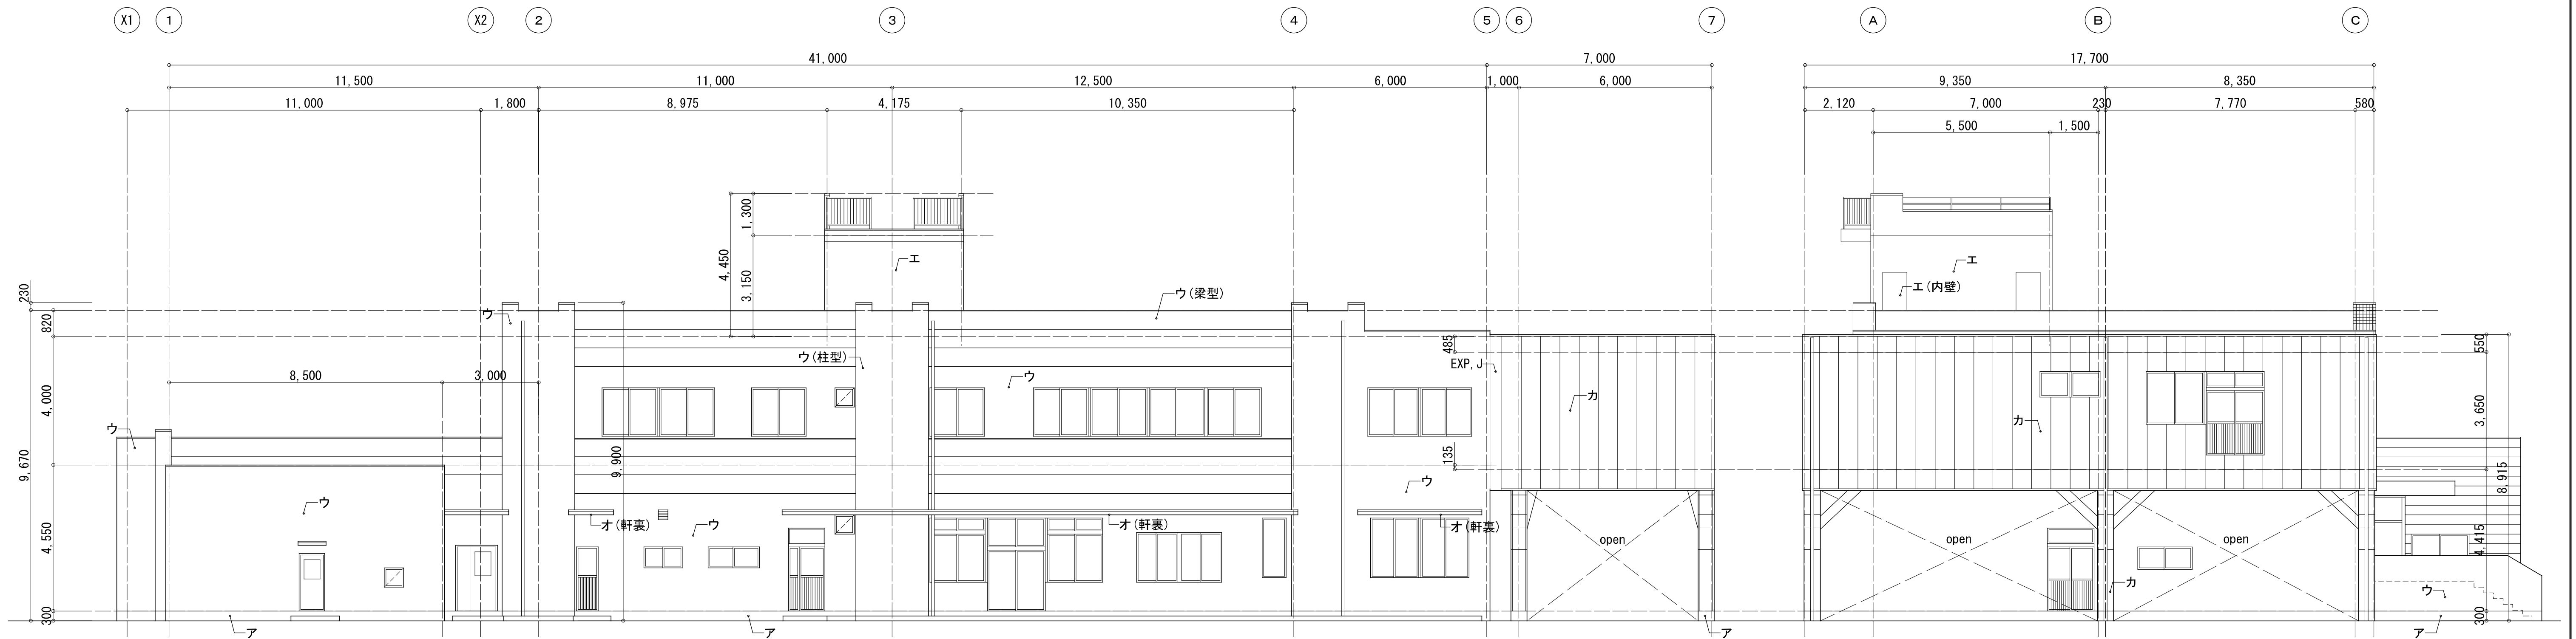 X1 1 X2 2 3 4 5 6 7 A B C
41,000 7,000 17,700
11,500 11,000 12,500 6,000 1,000 6,000 9,350 8,350
11,000 1,800 8,975 4,175 10,350 2,120 7,000 230 7,770 580
5,500 1,500
1,300
4,450
3,150
エ
エ
エ(内壁)
230
820
ウ
ウ(梁型)
485
550
ウ(柱型)
EXP,J
8,500 3,000
4,000
ウ
カ
3,650
ウ
カ
9,670
9,900
135
8,915
ウ
ウ
4,550
オ(軒裏)
ウ
オ(軒裏)
オ(軒裏)
open
open
open
4,415
カ
ウ
300
300
ア
ア
ア
ア